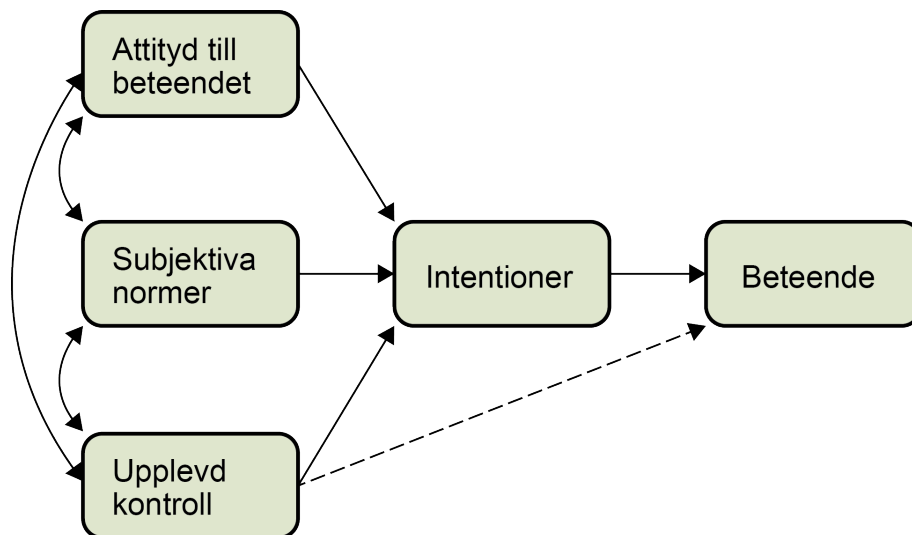 Attityd till
beteendet
Subjektiva
normer
Intentioner
Beteende
Upplevd
kontroll